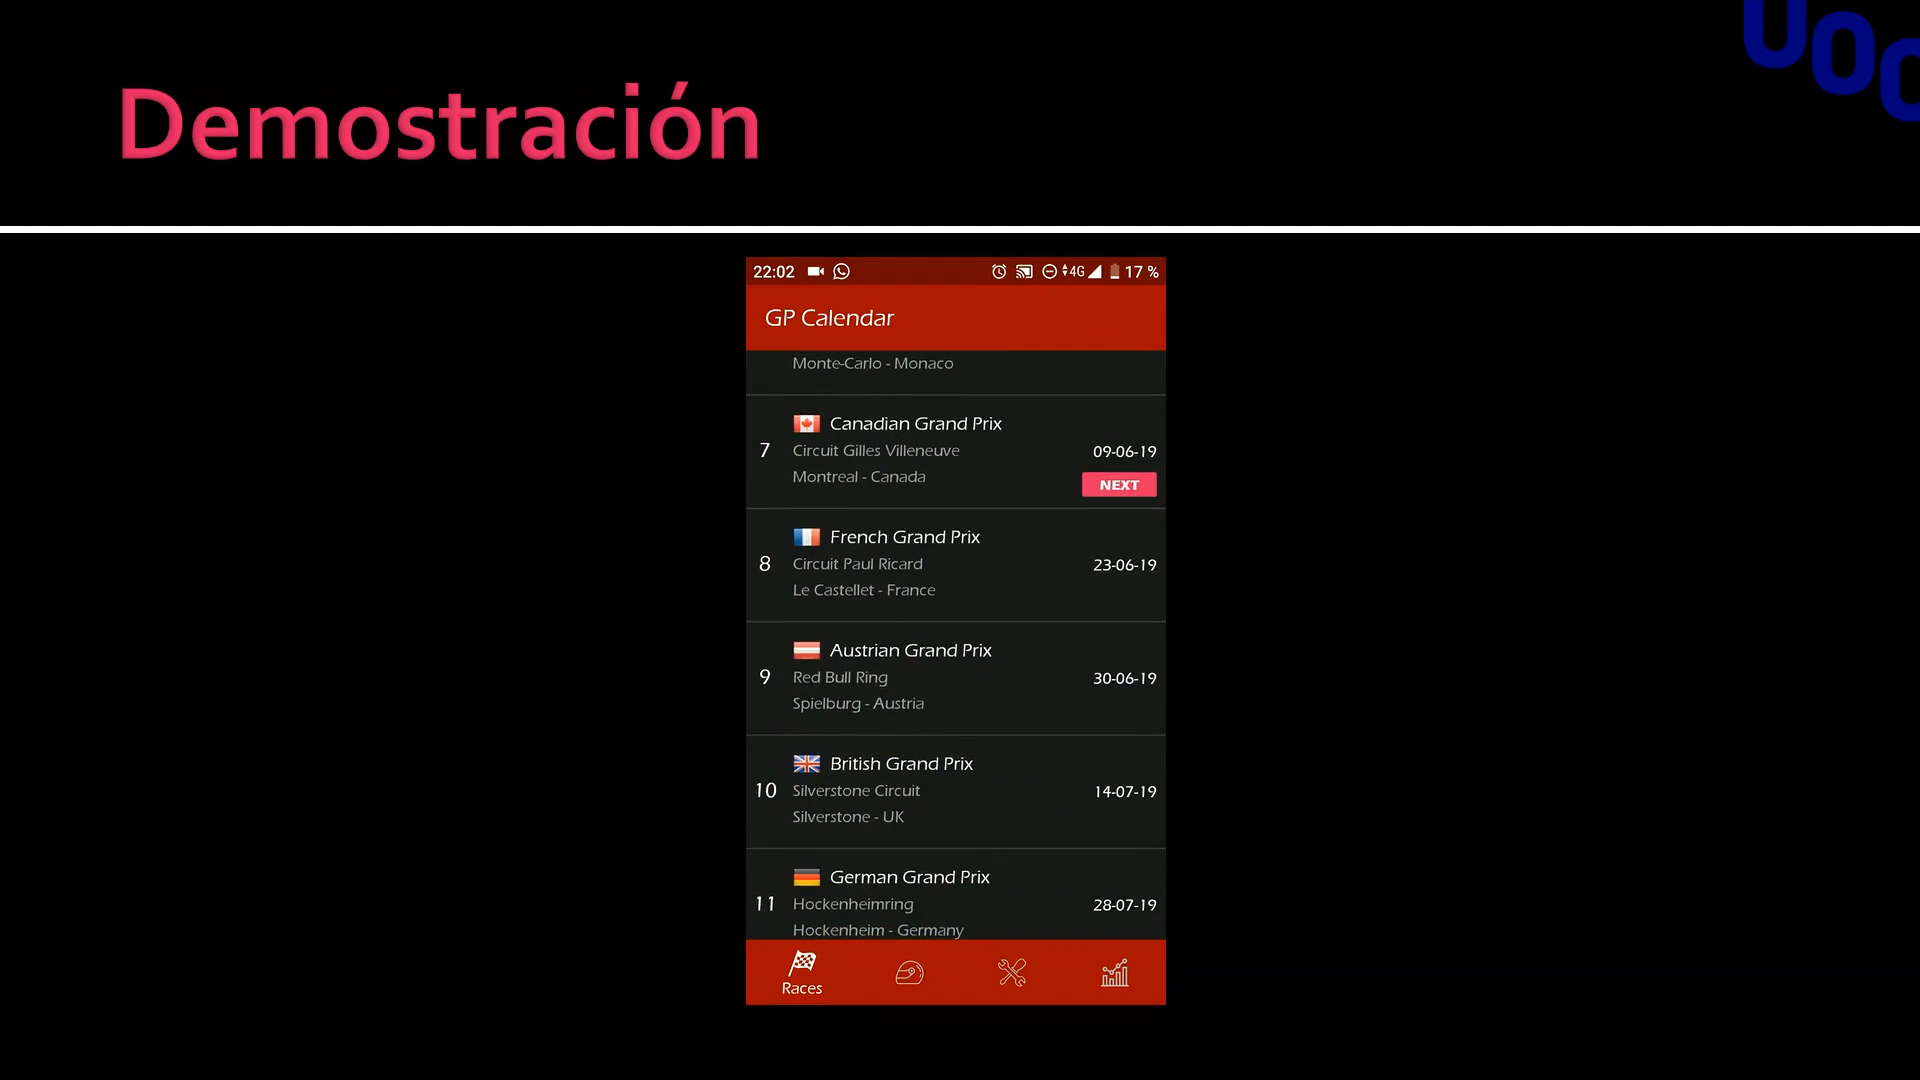 UOC
Demostración
22:02 4G 17 %
GP Calendar
Monte-Carlo - Monaco
7
Canadian Grand Prix
Circuit Gilles Villeneuve
09-06-19
Montreal - Canada
NEXT
8
French Grand Prix
Circuit Paul Ricard
23-06-19
Le Castellet - France
9
Austrian Grand Prix
Red Bull Ring
30-06-19
Spielburg - Austria
10
British Grand Prix
Silverstone Circuit
14-07-19
Silverstone - UK
11
German Grand Prix
Hockenheimring
28-07-19
Hockenheim - Germany
Races